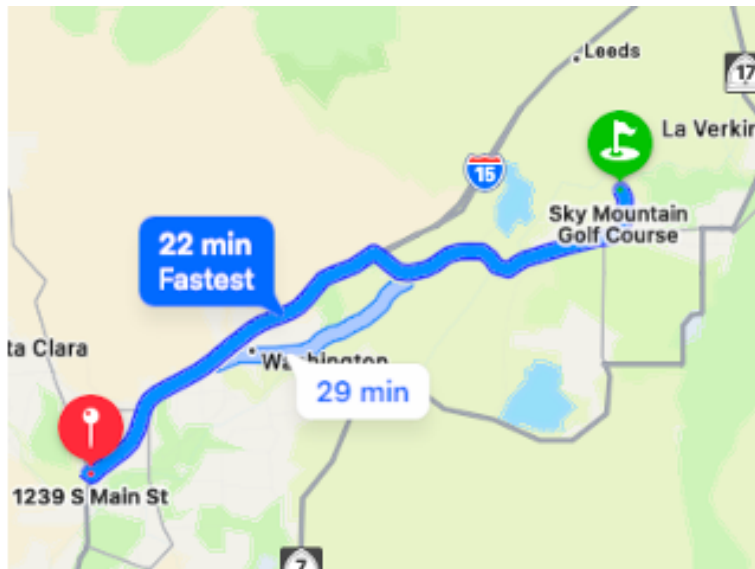 Leeds
17
La Verkin
15
Sky Mountain
Golf Course
22 min
Fastest
ta Clara
Washington
29 min
1239 S Main St
7